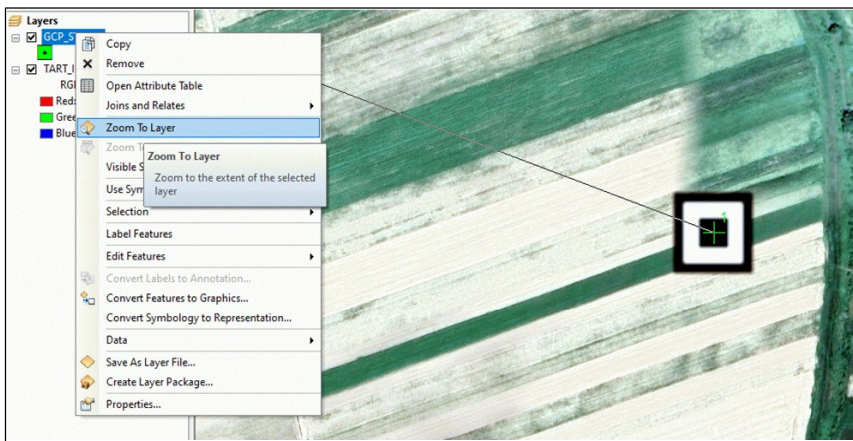 Layers
GCP_S
TART_I
RGI
Red:
Gree
Blue
Copy
Remove
Open Attribute Table
Joins and Relates
Zoom To Layer
Zoom T
Visible S
Use Sym
Selection
Label Features
Edit Features
Convert Labels to Annotation...
Convert Features to Graphics...
Convert Symbology to Representation...
Data
Save As Layer File...
Create Layer Package...
Properties...
Zoom To Layer
Zoom to the extent of the selected
layer
1